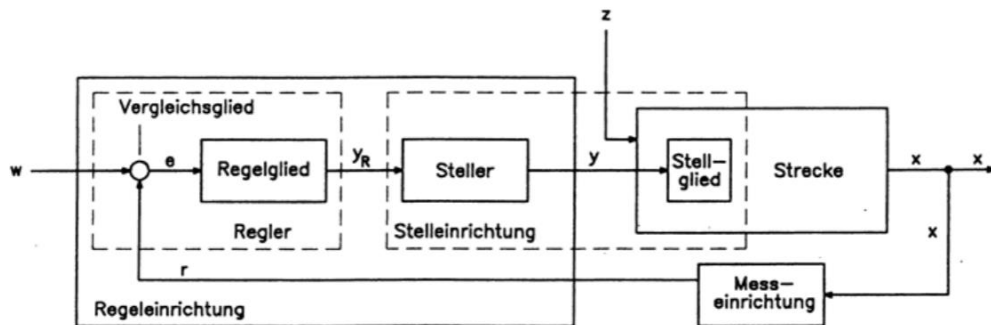 z
Vergleichsglied
w
e
Regelglied
y_R
Steller
y
Stell-
glied
Strecke
x
x
Regler
Stelleinrichtung
x
r
Mess-
einrichtung
Regeleinrichtung